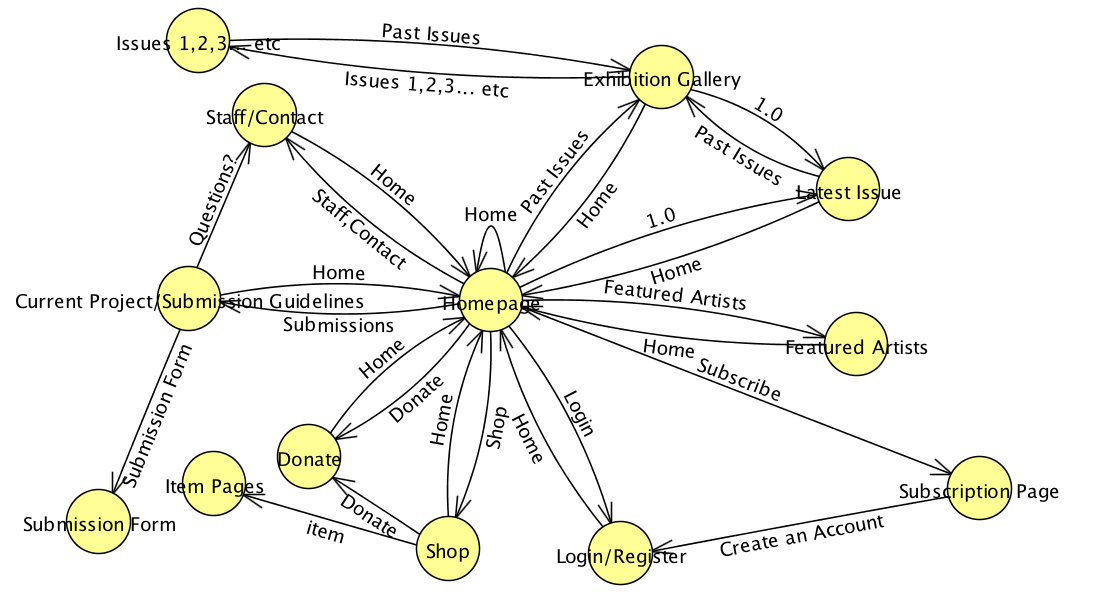 Past Issues
Issues 1,2,3... etc
Issues 1,2,3... etc
Exhibition Gallery
1.0
Staff/Contact
Past Issues
Home
Past Issues
Latest Issue
Questions?
Staff,Contact
Home
Home
1.0
Home
Home
Current Project/Submission Guidelines
Homepage
Featured Artists
Submissions
Home
Featured Artists
Home
Subscribe
Submission Form
Donate
Home
Shop
Login
Home
Donate
Item Pages
Subscription Page
Submission Form
Donate
item
Shop
Login/Register
Create an Account